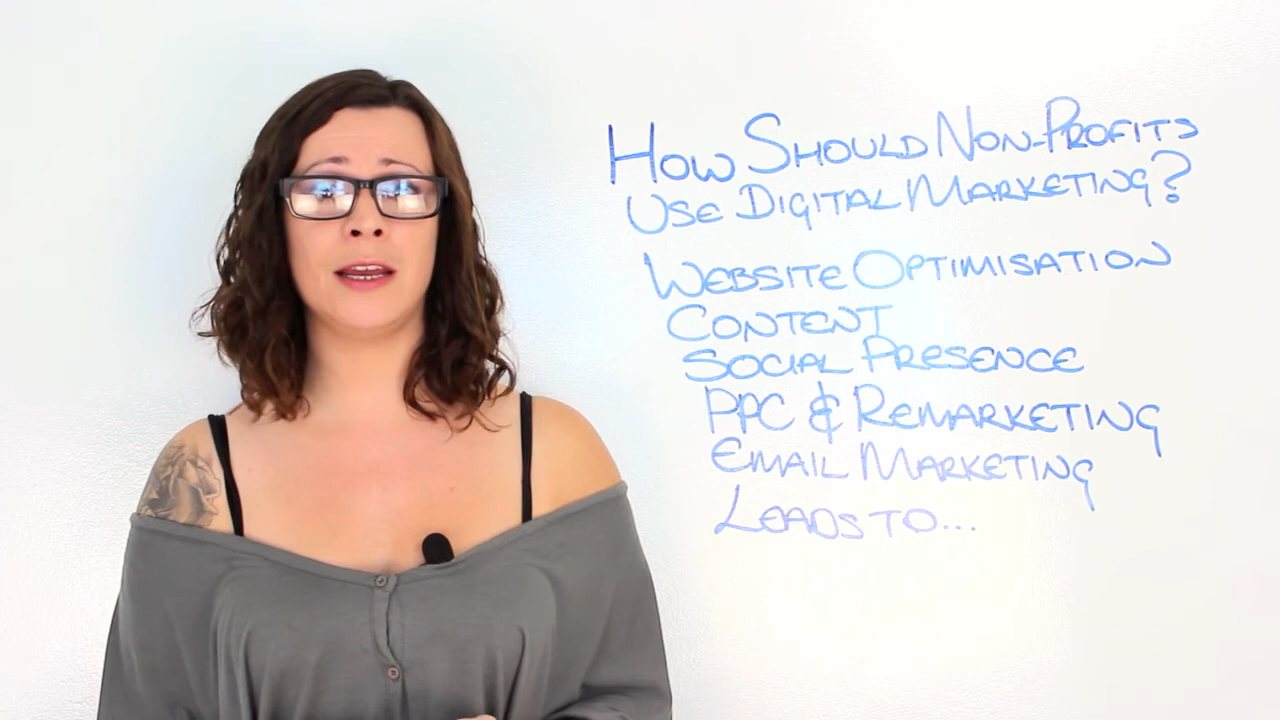 How Should Non-Profits
Use Digital Marketing?
Website Optimisation
Content
Social Presence
PPC & Remarketing
Email Marketing
Leads to...